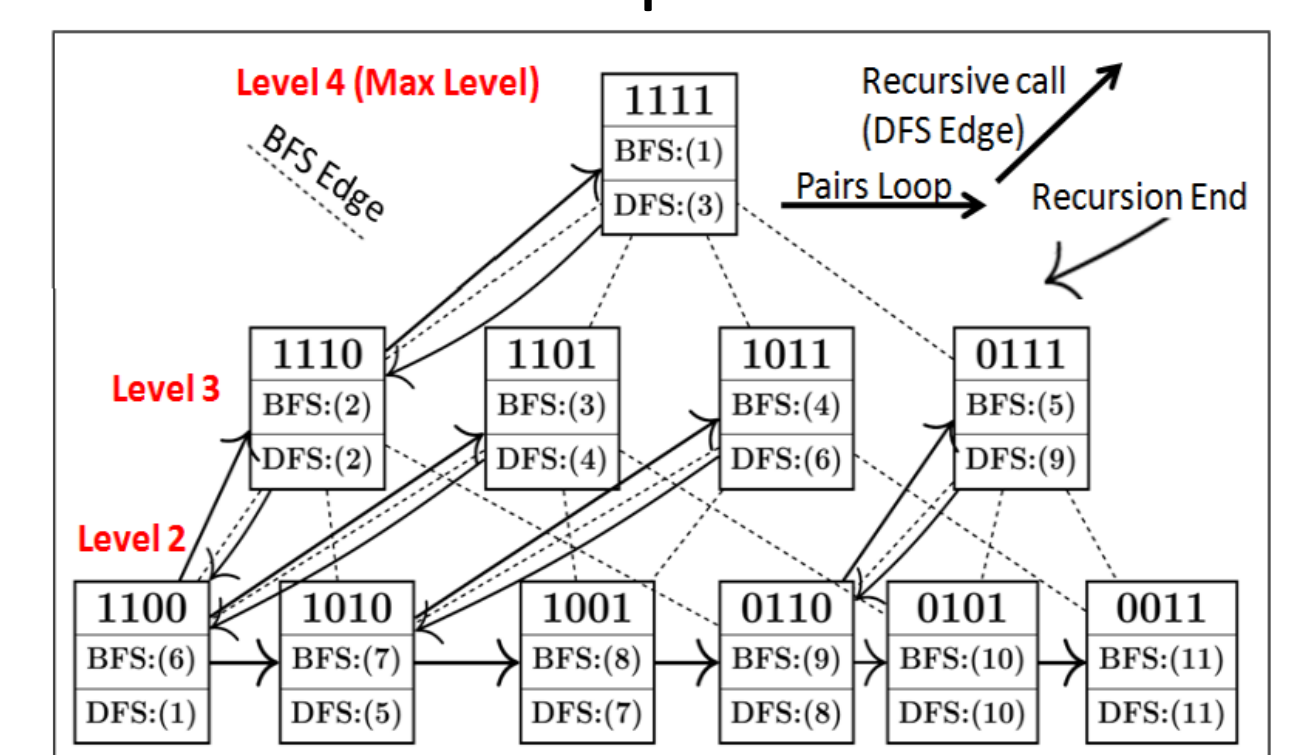 Level 4 (Max Level)
BFS Edge
1111
BFS:(1)
DFS:(3)
Recursive call
(DFS Edge)
Pairs Loop
Recursion End
Level 3
1110
BFS:(2)
DFS:(2)
1101
BFS:(3)
DFS:(4)
1011
BFS:(4)
DFS:(6)
0111
BFS:(5)
DFS:(9)
Level 2
1100
BFS:(6)
DFS:(1)
1010
BFS:(7)
DFS:(5)
1001
BFS:(8)
DFS:(7)
0110
BFS:(9)
DFS:(8)
0101
BFS:(10)
DFS:(10)
0011
BFS:(11)
DFS:(11)